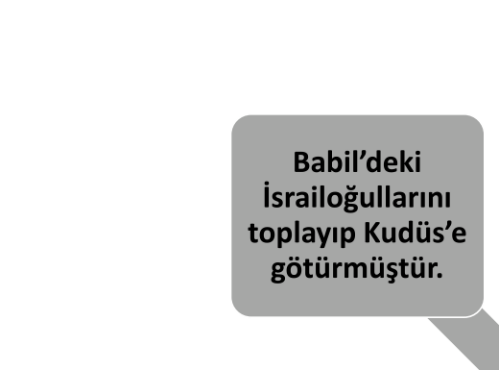 Babil’deki
İsrailoğullarını
toplayıp Kudüs’e
götürmüştür.